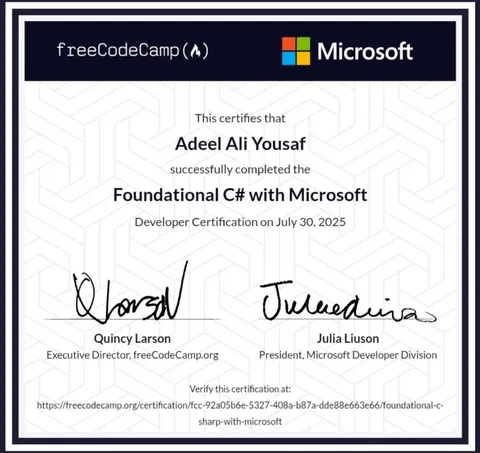 freeCodeCamp(🔥) Microsoft
This certifies that
Adeel Ali Yousaf
successfully completed the
Foundational C# with Microsoft
Developer Certification on July 30, 2025
Quincy Larson Julia Liuson
Executive Director, freeCodeCamp.org President, Microsoft Developer Division
Verify this certification at:
https://freecodecamp.org/certification/fcc-92a05b6e-5327-408a-b87a-dde88e663e66/foundational-c-
sharp-with-microsoft